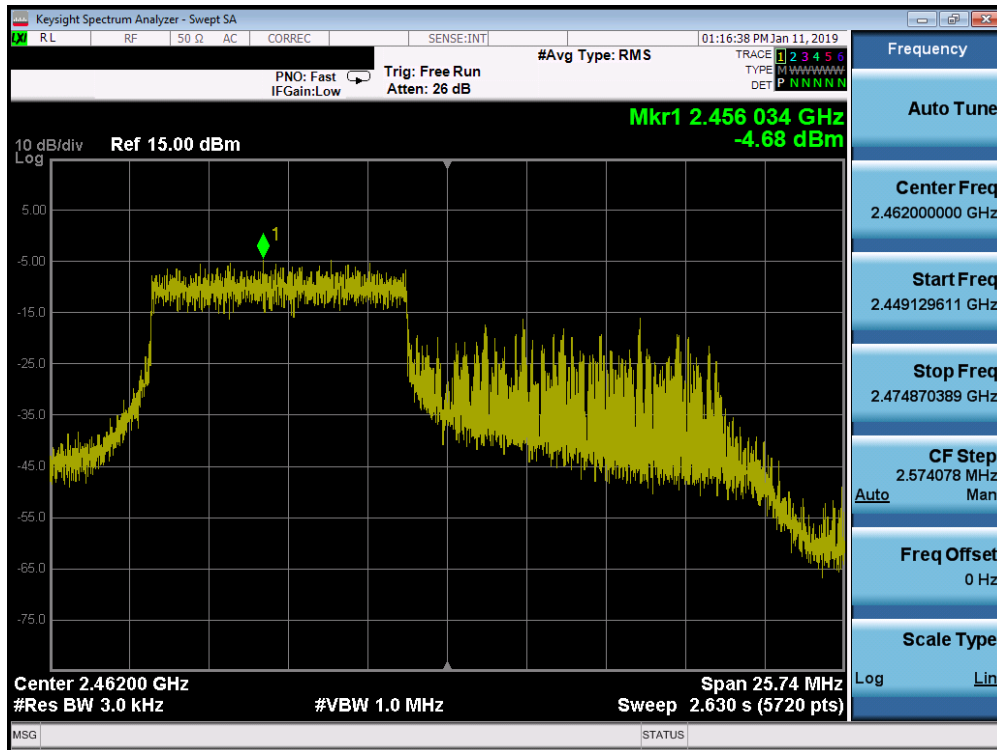 Keysight Spectrum Analyzer - Swept SA
LXI RL RF 50 Ω AC CORREC SENSE:INT 01:16:38 PM Jan 11, 2019
#Avg Type: RMS TRACE 1 2 3 4 5 6
PNO: Fast Trig: Free Run TYPE M WWWWW
IFGain:Low Atten: 26 dB DET P N N N N N
Mkr1 2.456 034 GHz
-4.68 dBm
10 dB/div Ref 15.00 dBm
Log
1
5.00
-5.00
-15.0
-25.0
-35.0
-45.0
-55.0
-65.0
-75.0
Center 2.46200 GHz Span 25.74 MHz
#Res BW 3.0 kHz #VBW 1.0 MHz Sweep 2.630 s (5720 pts)
MSG STATUS
Frequency
Auto Tune
Center Freq
2.462000000 GHz
Start Freq
2.449129611 GHz
Stop Freq
2.474870389 GHz
CF Step
2.574078 MHz
Auto Man
Freq Offset
0 Hz
Scale Type
Log Lin